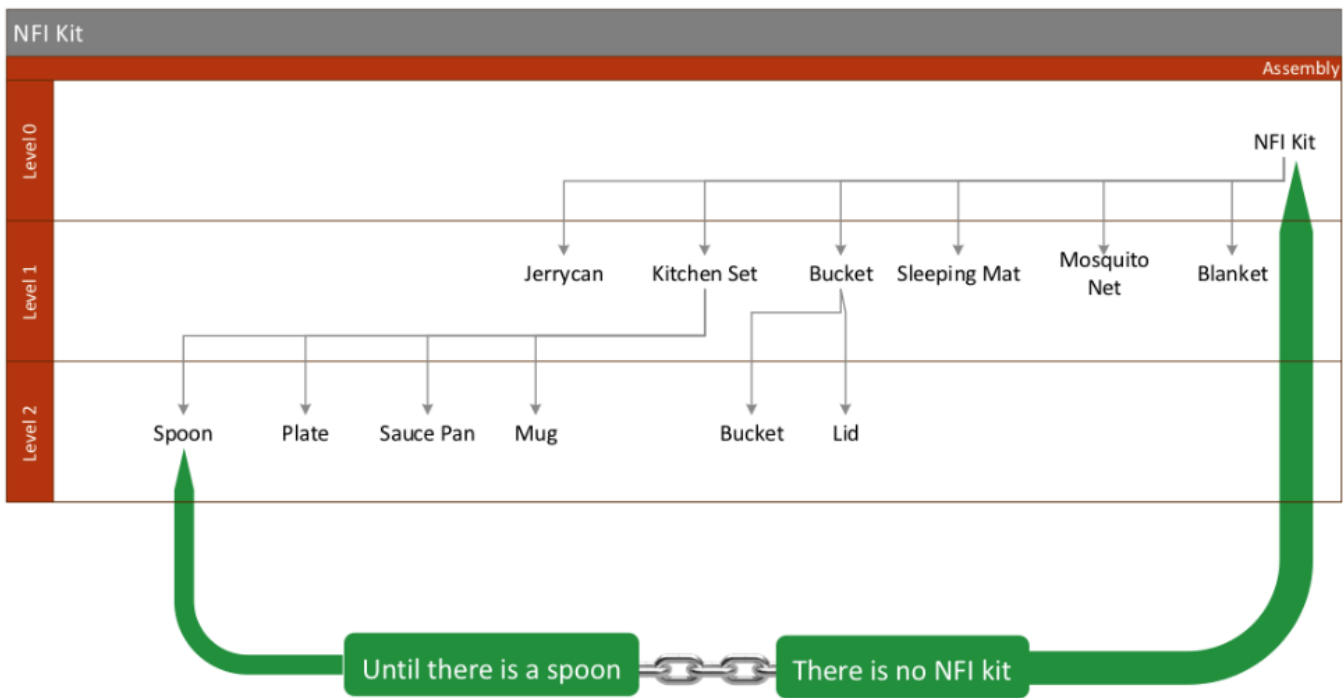 NFI Kit
Assembly
Level 0
NFI Kit
Level 1
Jerrycan
Kitchen Set
Bucket
Sleeping Mat
Mosquito
Net
Blanket
Level 2
Spoon
Plate
Sauce Pan
Mug
Bucket
Lid
Until there is a spoon
There is no NFI kit